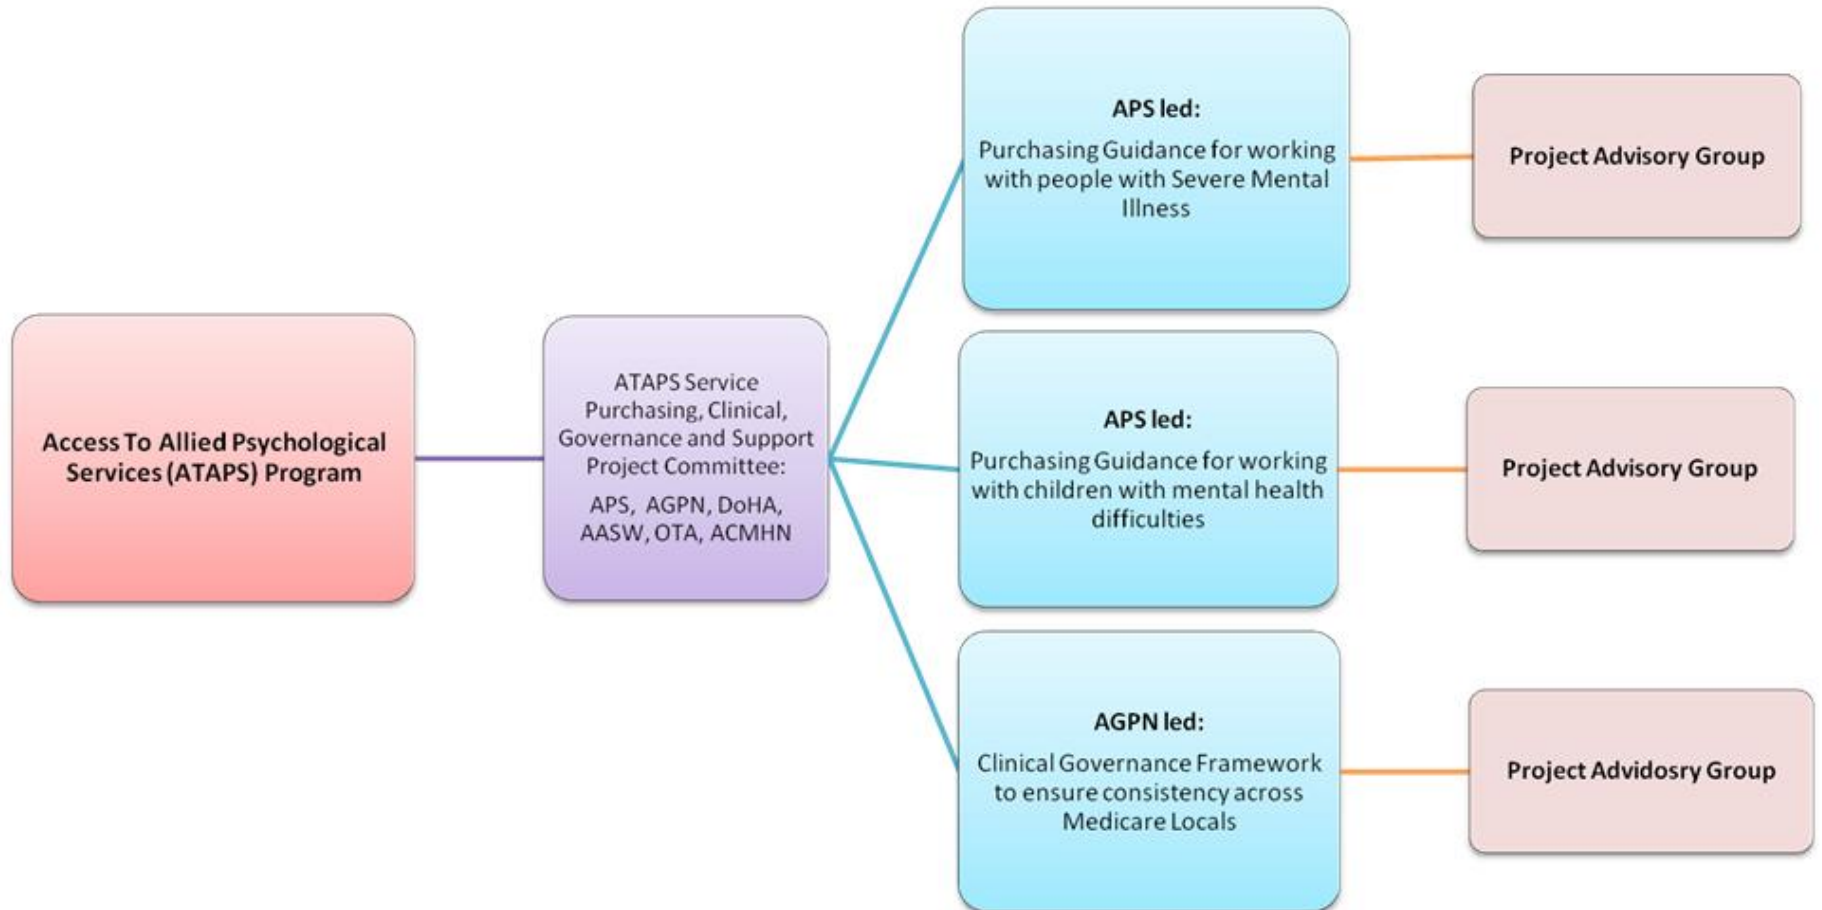 Access To Allied Psychological
Services (ATAPS) Program
ATAPS Service
Purchasing, Clinical,
Governance and Support
Project Committee:
APS, AGPN, DoHA,
AASW, OTA, ACMHN
APS led:
Purchasing Guidance for working
with people with Severe Mental
Illness
Project Advisory Group
APS led:
Purchasing Guidance for working
with children with mental health
difficulties
Project Advisory Group
AGPN led:
Clinical Governance Framework
to ensure consistency across
Medicare Locals
Project Advidosry Group